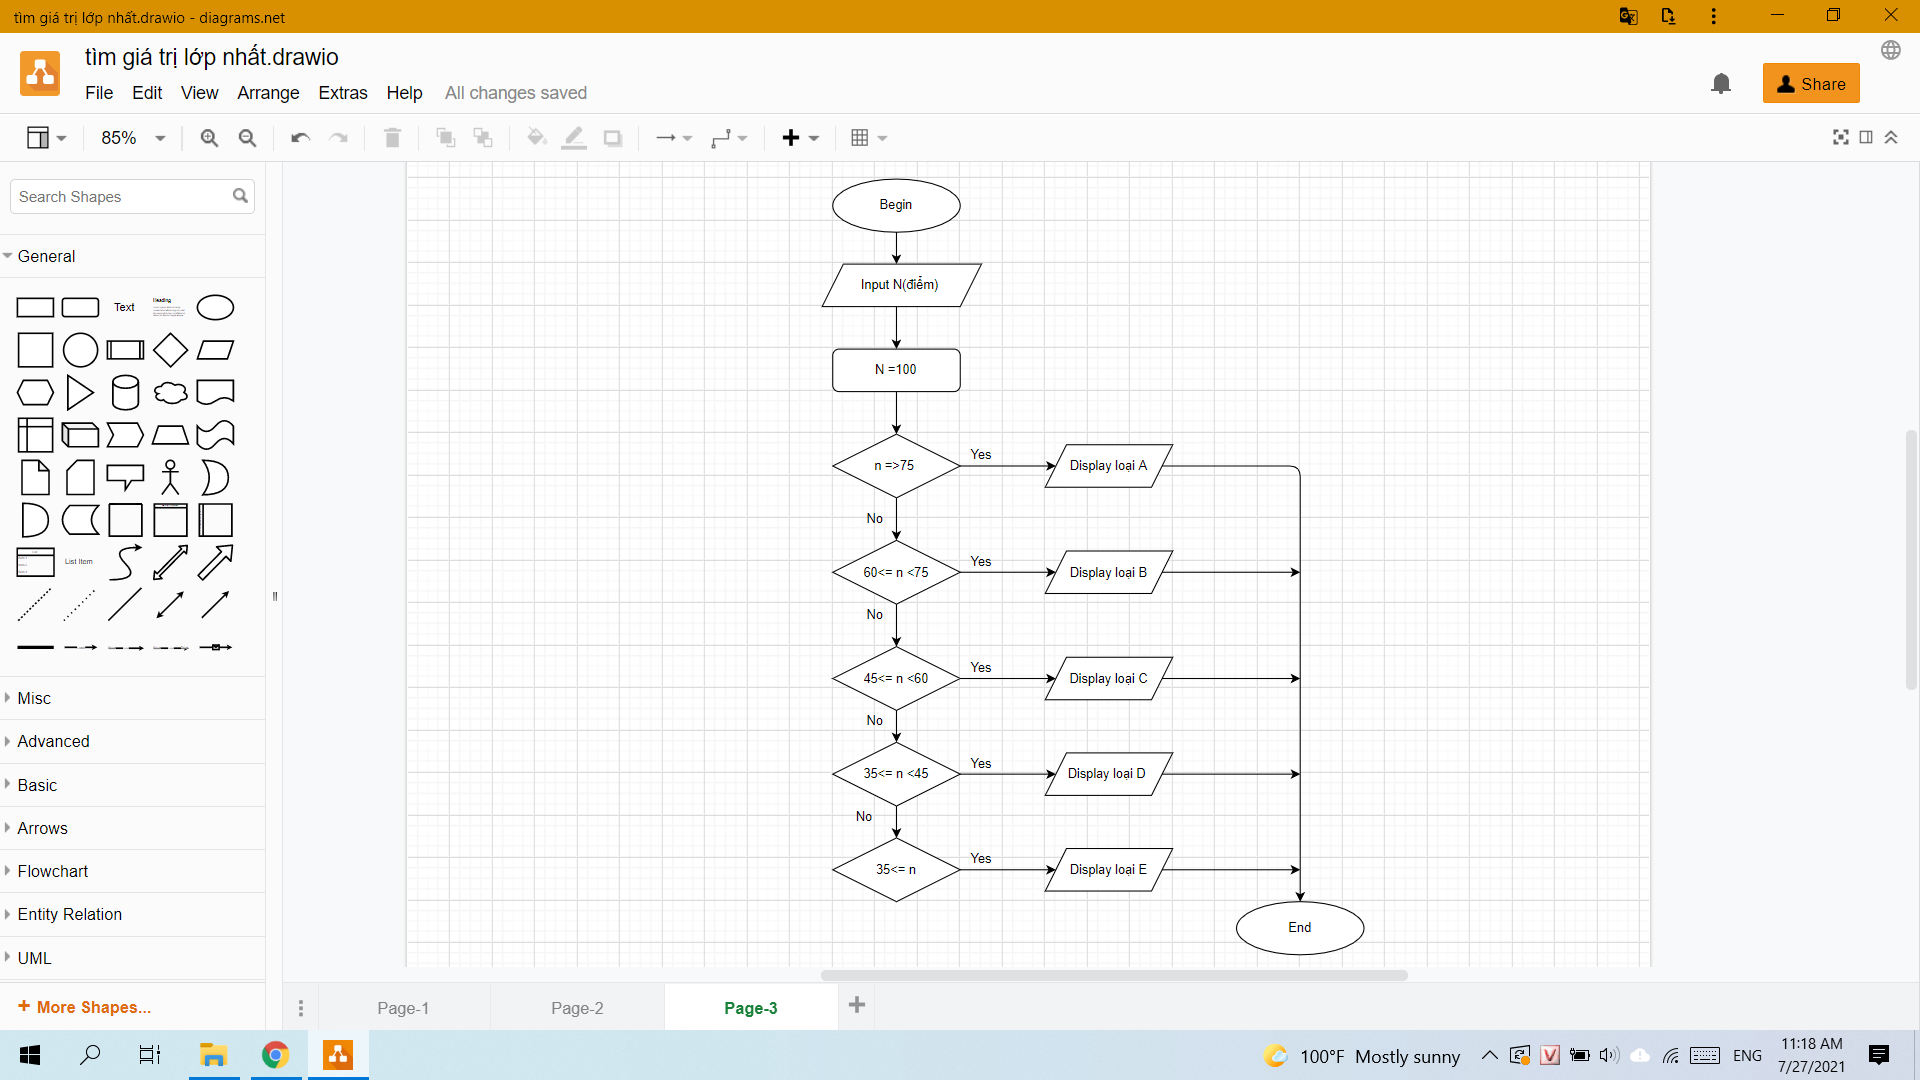 tìm giá trị lớp nhất.drawio - diagrams.net
tìm giá trị lớp nhất.drawio
File Edit View Arrange Extras Help All changes saved
Share
85%
Search Shapes
General
Text
Heading
List Item
Misc
Advanced
Basic
Arrows
Flowchart
Entity Relation
UML
+ More Shapes...
Begin
Input N(điểm)
N =100
n =>75
Yes
Display loại A
No
60<= n <75
Yes
Display loại B
No
45<= n <60
Yes
Display loại C
No
35<= n <45
Yes
Display loại D
No
35<= n
Yes
Display loại E
End
Page-1
Page-2
Page-3
100°F Mostly sunny
ENG
11:18 AM
7/27/2021